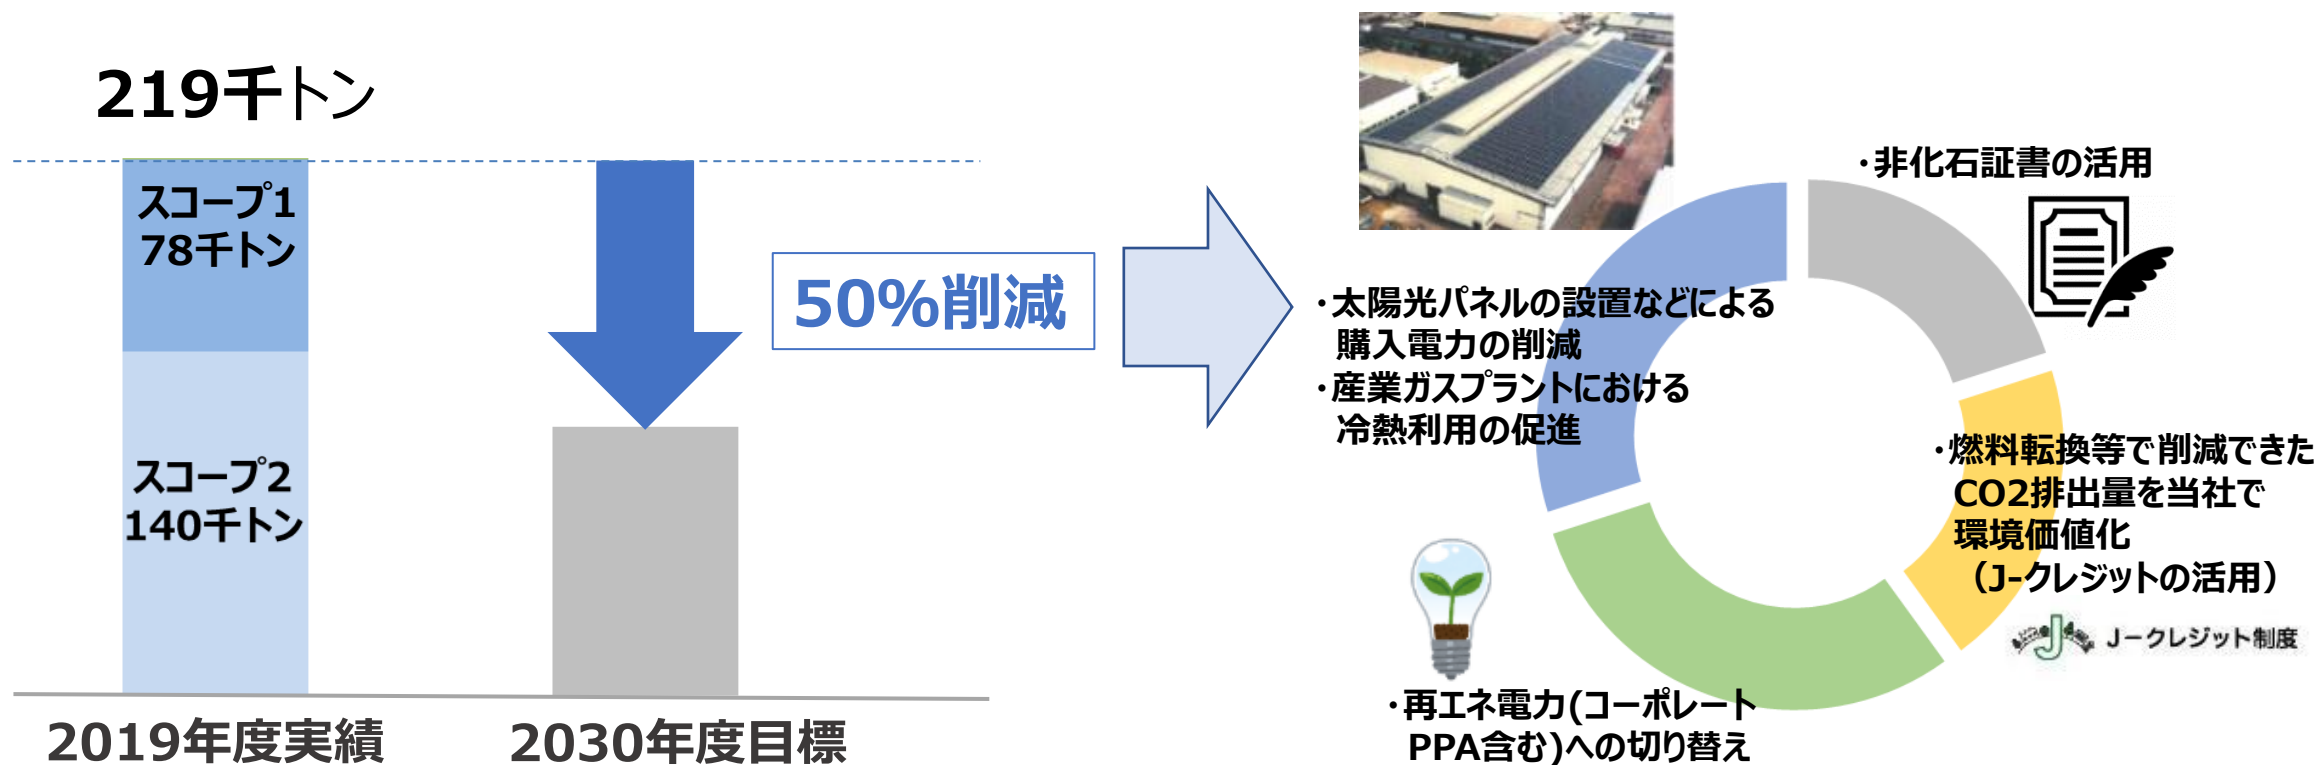 219千トン
スコープ1
78千トン
スコープ2
140千トン
2019年度実績
2030年度目標
50%削減
・太陽光パネルの設置などによる
購入電力の削減
・産業ガスプラントにおける
冷熱利用の促進
・非化石証書の活用
・燃料転換等で削減できた
CO2排出量を当社で
環境価値化
（J-クレジットの活用）
J-クレジット制度
・再エネ電力(コーポレート
PPA含む)への切り替え